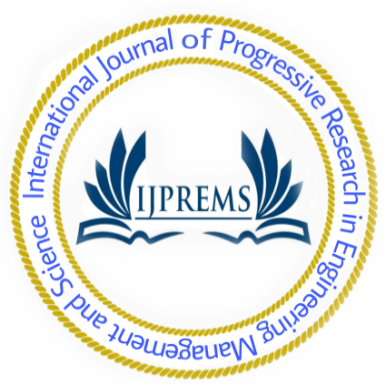 International Journal of Progressive Research in Engineering Management and Science
IJPREMS